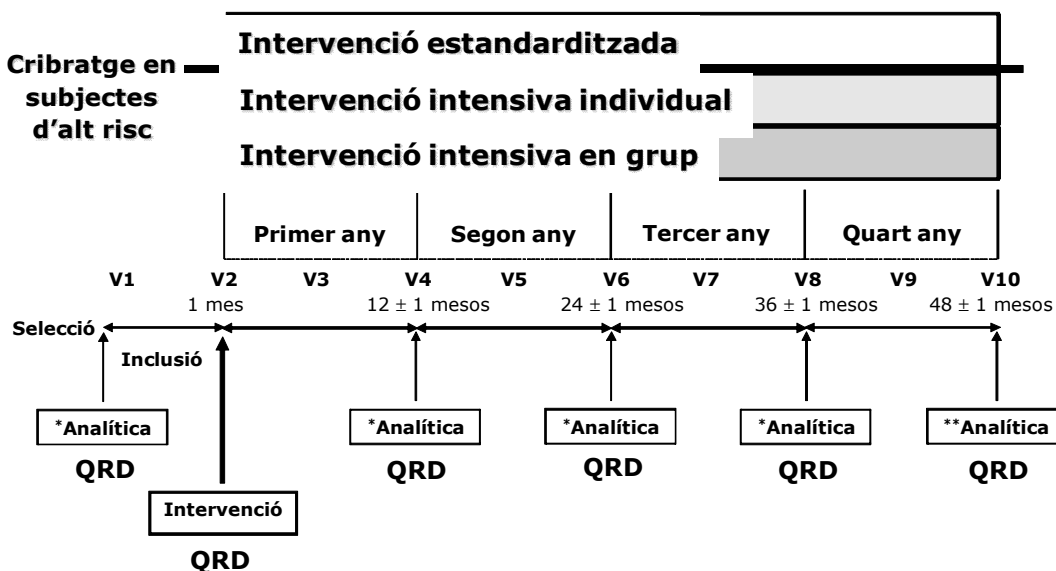 Intervenció estandarditzada
Cribratge en
subjectes
d'alt risc
Intervenció intensiva individual
Intervenció intensiva en grup
Primer any
Segon any
Tercer any
Quart any
V1
V2
V3
V4
V5
V6
V7
V8
V9
V10
1 mes
12 ± 1 mesos
24 ± 1 mesos
36 ± 1 mesos
48 ± 1 mesos
Selecció
Inclusió
*Analítica
*Analítica
*Analítica
*Analítica
**Analítica
QRD
QRD
QRD
QRD
QRD
Intervenció
QRD